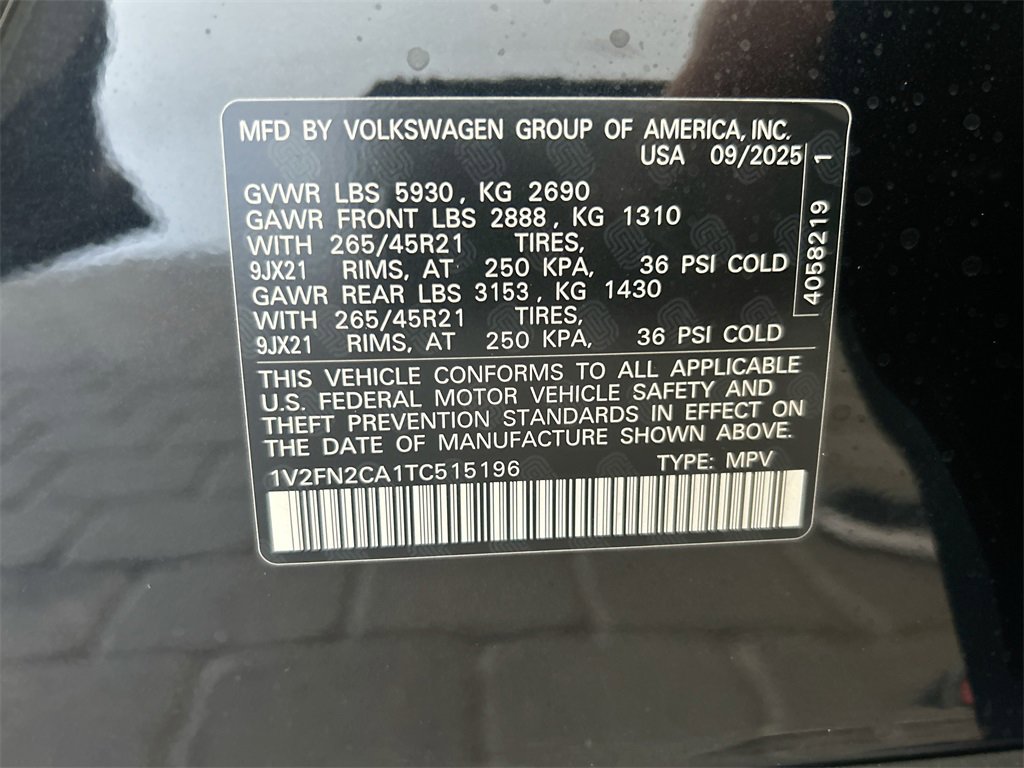 MFD BY VOLKSWAGEN GROUP OF AMERICA, INC.
USA 09/2025
GVWR LBS 5930, KG 2690
GAWR FRONT LBS 2888, KG 1310
WITH 265/45R21 TIRES,
9JX21 RIMS, AT 250 KPA, 36 PSI COLD
GAWR REAR LBS 3153, KG 1430
WITH 265/45R21 TIRES,
9JX21 RIMS, AT 250 KPA, 36 PSI COLD
4058219 1
THIS VEHICLE CONFORMS TO ALL APPLICABLE
U.S. FEDERAL MOTOR VEHICLE SAFETY AND
THEFT PREVENTION STANDARDS IN EFFECT ON
THE DATE OF MANUFACTURE SHOWN ABOVE.
1V2FN2CA1TC515196 TYPE: MPV